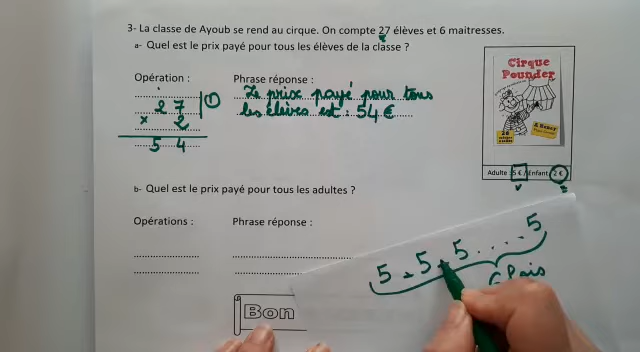 3- La classe de Ayoub se rend au cirque. On compte 27 élèves et 6 maitresses.
a- Quel est le prix payé pour tous les élèves de la classe ?
Opération :
Phrase réponse :
27
× 2
54
1
Le prixe payé pour tous
les élèves est : 54 €
Cirque
Pounder
Adulte : 5 € / Enfant : 2 €
b- Quel est le prix payé pour tous les adultes ?
Opérations :
Phrase réponse :
5 . 5 . 5 .... 5
6 fois
Bon